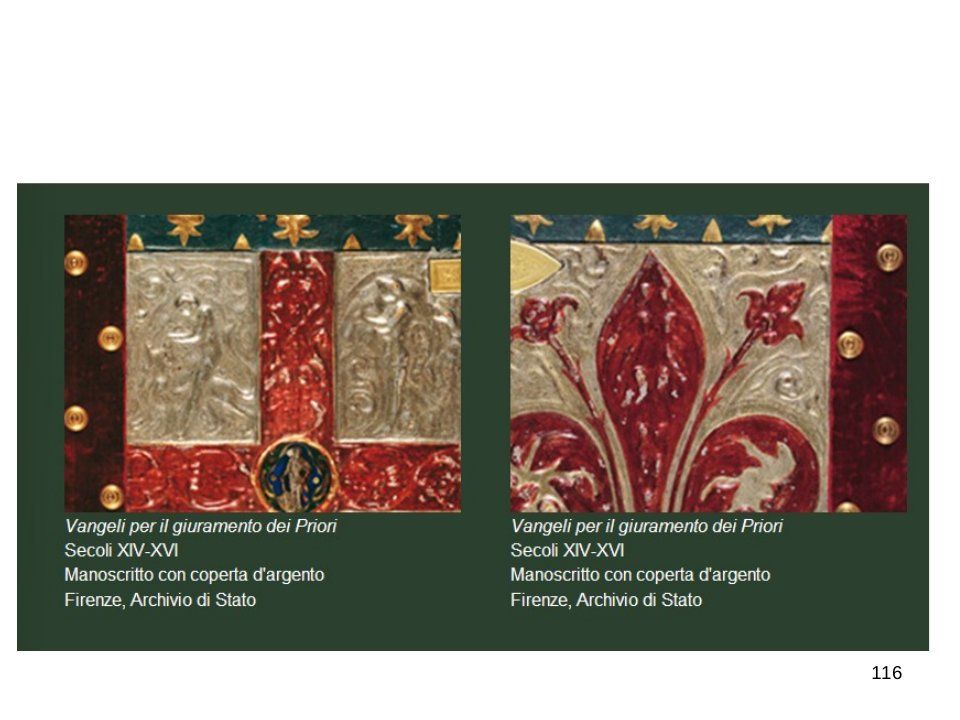 Vangeli per il giuramento dei Priori
Secoli XIV-XVI
Manoscritto con coperta d'argento
Firenze, Archivio di Stato
Vangeli per il giuramento dei Priori
Secoli XIV-XVI
Manoscritto con coperta d'argento
Firenze, Archivio di Stato
116